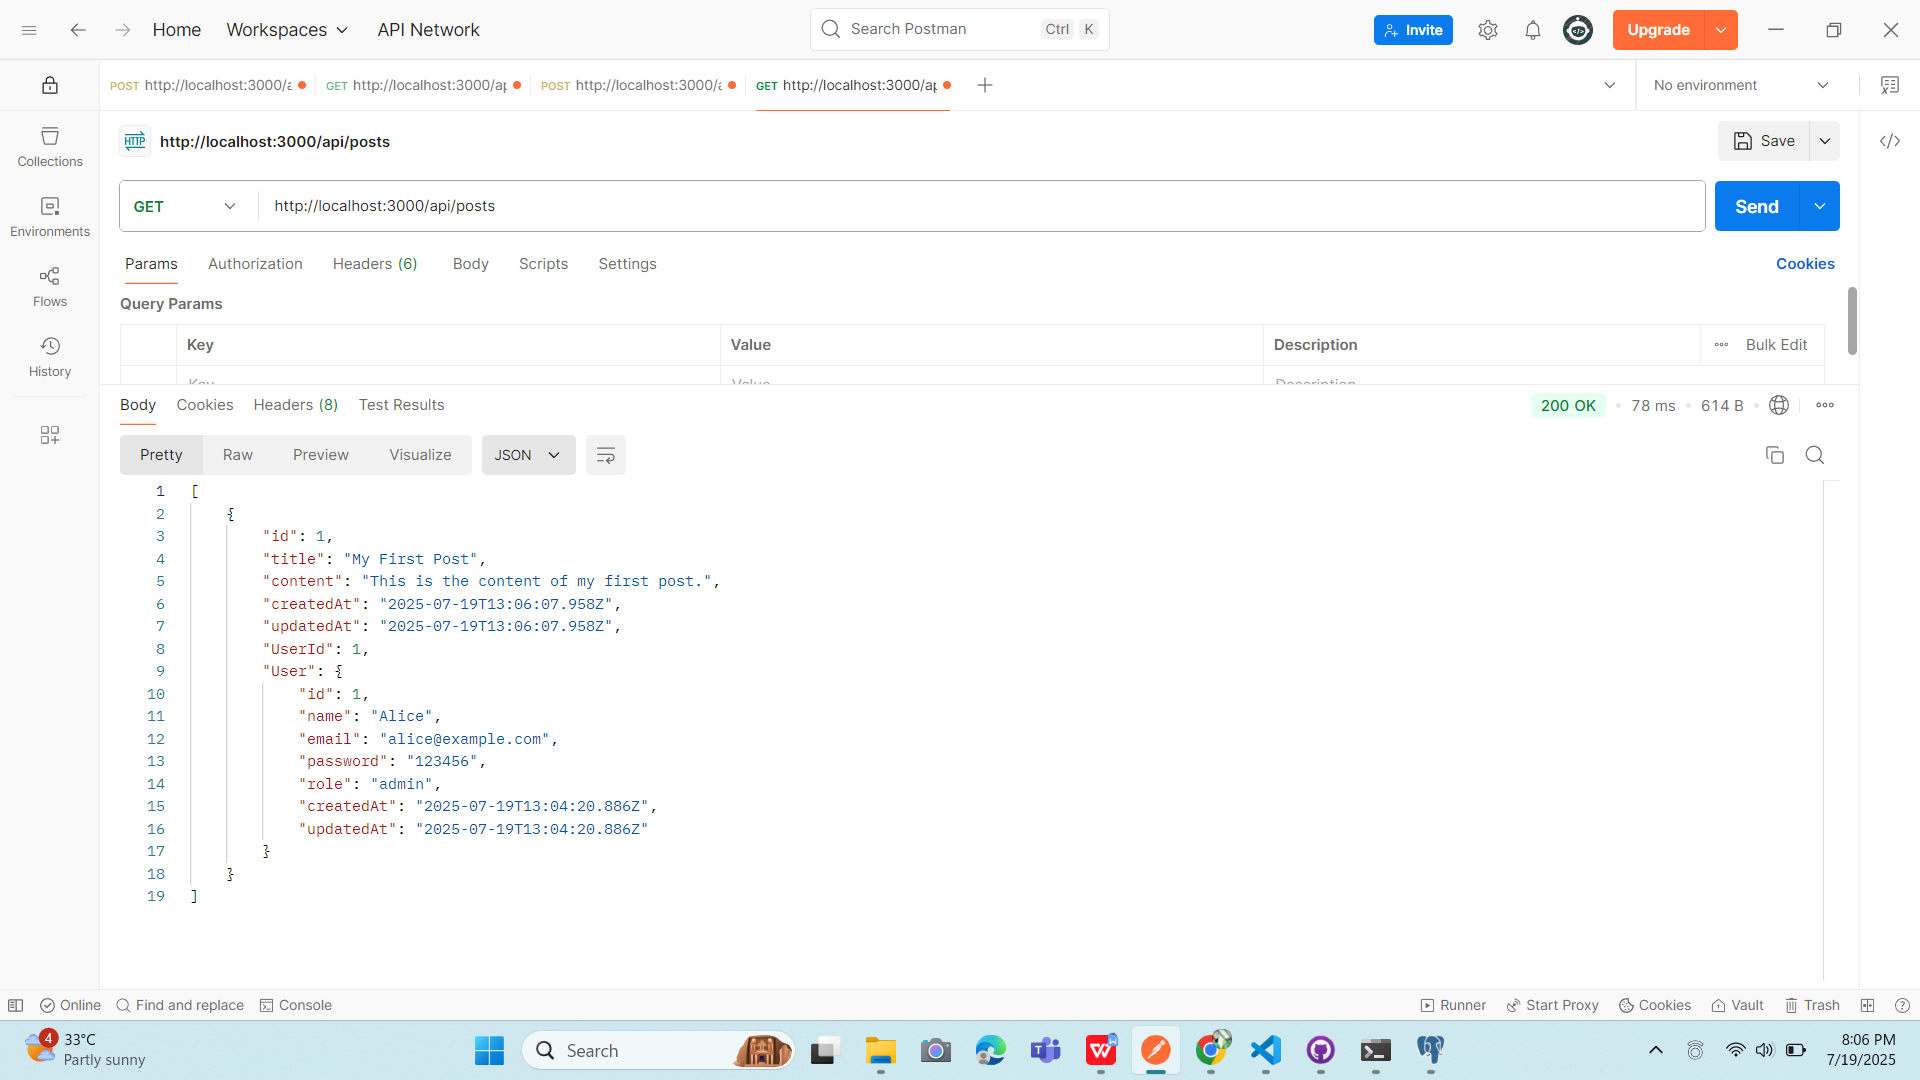 Home Workspaces API Network Search Postman Ctrl K Invite Upgrade
POST http://localhost:3000/a GET http://localhost:3000/ap POST http://localhost:3000/a GET http://localhost:3000/ap No environment
HTTP http://localhost:3000/api/posts Save
Collections
GET http://localhost:3000/api/posts Send
Environments
Params Authorization Headers (6) Body Scripts Settings Cookies
Flows
Query Params
Key Value Description Bulk Edit
History
Key Value Description
Body Cookies Headers (8) Test Results 200 OK 78 ms 614 B
Pretty Raw Preview Visualize JSON
1 [
2 {
3 "id": 1,
4 "title": "My First Post",
5 "content": "This is the content of my first post.",
6 "createdAt": "2025-07-19T13:06:07.958Z",
7 "updatedAt": "2025-07-19T13:06:07.958Z",
8 "UserId": 1,
9 "User": {
10 "id": 1,
11 "name": "Alice",
12 "email": "alice@example.com",
13 "password": "123456",
14 "role": "admin",
15 "createdAt": "2025-07-19T13:04:20.886Z",
16 "updatedAt": "2025-07-19T13:04:20.886Z"
17 }
18 }
19 ]
Online Find and replace Console Runner Start Proxy Cookies Vault Trash
4 33°C
Partly sunny
Search
8:06 PM
7/19/2025